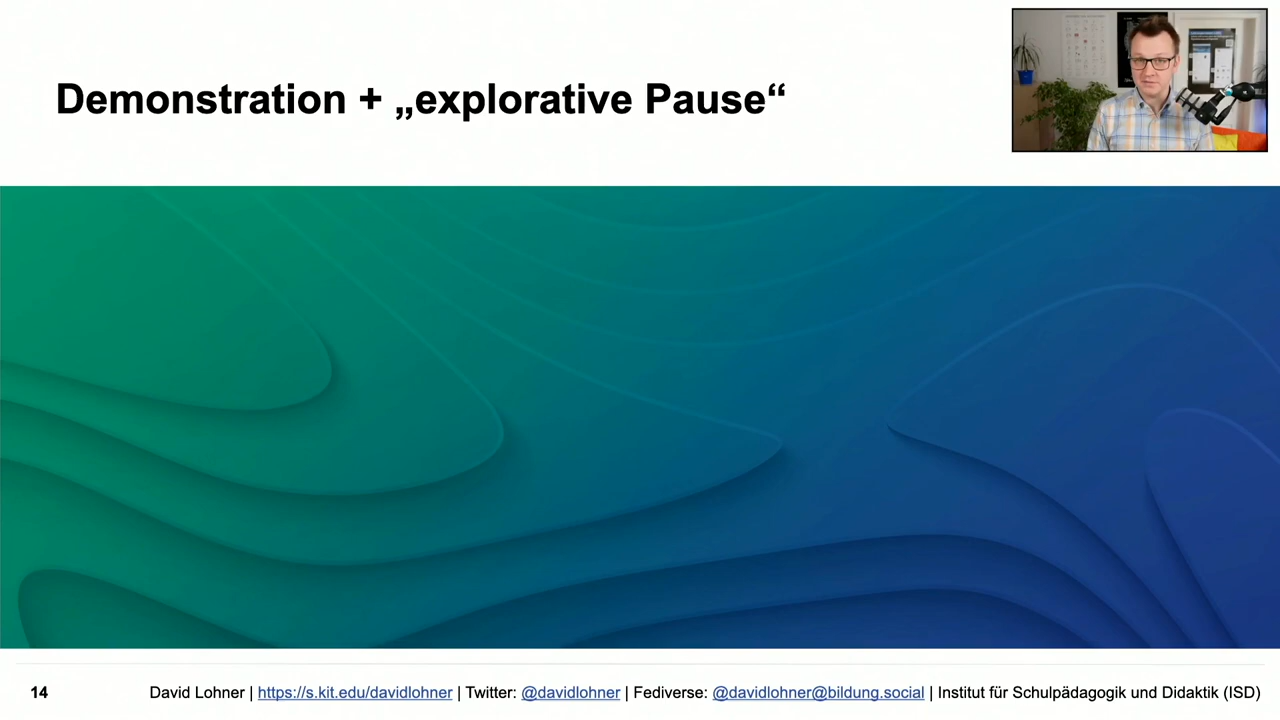 Demonstration + „explorative Pause“
14
David Lohner | https://s.kit.edu/davidlohner | Twitter: @davidlohner | Fediverse: @davidlohner@bildung.social | Institut für Schulpädagogik und Didaktik (ISD)